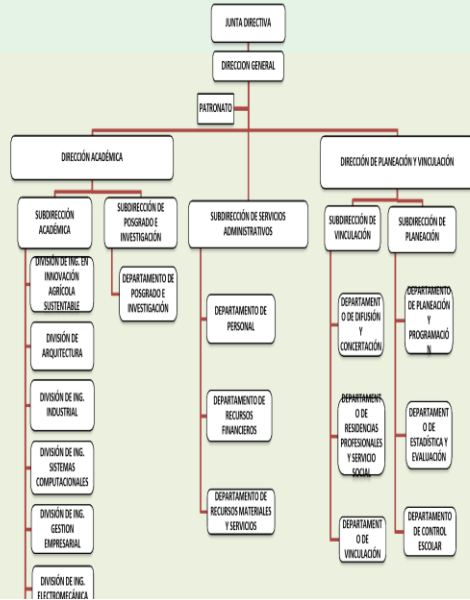 JUNTA DIRECTIVA
DIRECCION GENERAL
PATRONATO
DIRECCIÓN ACADÉMICA
DIRECCIÓN DE PLANEACIÓN Y VINCULACIÓN
SUBDIRECCIÓN
ACADÉMICA
SUBDIRECCIÓN DE
POSGRADO E
INVESTIGACIÓN
SUBDIRECCIÓN DE SERVICIOS
ADMINISTRATIVOS
SUBDIRECCIÓN DE
VINCULACIÓN
SUBDIRECCIÓN DE
PLANEACIÓN
DIVISIÓN DE ING. EN
INNOVACIÓN
AGRÍCOLA
SUSTENTABLE
DIVISIÓN DE
ARQUITECTURA
DIVISIÓN DE ING.
INDUSTRIAL
DIVISIÓN DE ING.
SISTEMAS
COMPUTACIONALES
DIVISIÓN DE ING.
GESTION
EMPRESARIAL
DIVISIÓN DE ING.
ELECTROMECÁNICA
DEPARTAMENTO DE
POSGRADO E
INVESTIGACIÓN
DEPARTAMENTO DE
PERSONAL
DEPARTAMENTO DE
RECURSOS
FINANCIEROS
DEPARTAMENTO DE
RECURSOS MATERIALES
Y SERVICIOS
DEPARTAMENT
O DE DIFUSIÓN
Y
CONCERTACIÓN
DEPARTAMENT
O DE
RESIDENCIAS
PROFESIONALES
Y SERVICIO
SOCIAL
DEPARTAMENT
O DE
VINCULACIÓN
DEPARTAMENTO
DE PLANEACIÓN
Y
PROGRAMACIÓ
N
DEPARTAMENT
O DE
ESTADÍSTICA Y
EVALUACIÓN
DEPARTAMENTO
DE CONTROL
ESCOLAR